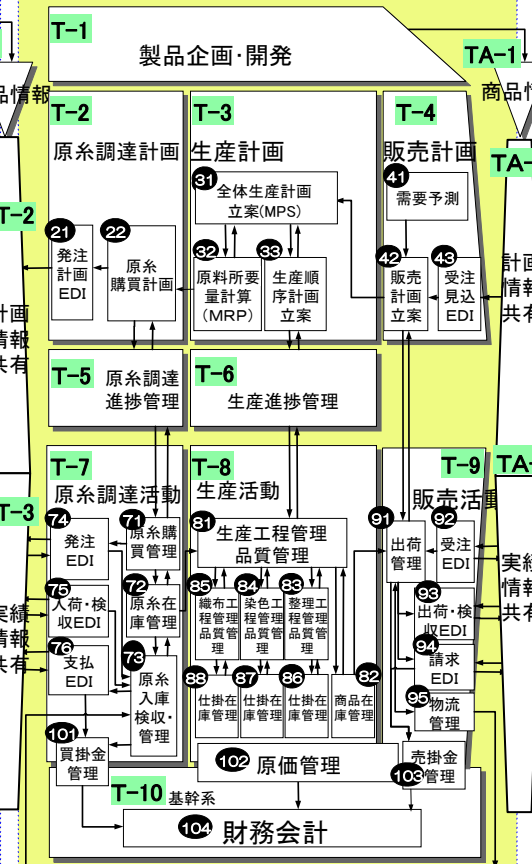 T-1
製品企画･開発
TA-1
品情報
商品情
T-2
原糸調達計画
T-3
生産計画
T-4
販売計画
TA-
T-2
31
全体生産計画
立案(MPS)
41
需要予測
21
発注
計画
EDI
22
原糸
購買計画
32
原料所要
量計算
(MRP)
33
生産順
序計画
立案
42
販売
計画
立案
43
受注
見込
EDI
計画
情報
共有
計画
情報
共有
T-5
原糸調達
進捗管理
T-6
生産進捗管理
T-7
原糸調達活動
T-8
生産活動
T-9
販売活動
TA-
T-3
74
発注
EDI
71
原糸購
買管理
81
生産工程管理
品質管理
91
出荷
管理
92
受注
EDI
75
入荷･検
収EDI
72
原糸在
庫管理
85
織布工
程管理
品質管
理
84
染色工
程管理
品質管
理
83
整理工
程管理
品質管
理
93
出荷･検
収EDI
実績
情報
共有
実績
情報
共有
76
支払
EDI
73
原糸
入庫
検収・
管理
88
仕掛在
庫管理
87
仕掛在
庫管理
86
仕掛在
庫管理
82
商品在
庫管理
94
請求
EDI
95
物流
管理
101
買掛金
管理
102
原価管理
103
売掛金
管理
T-10
基幹系
104
財務会計